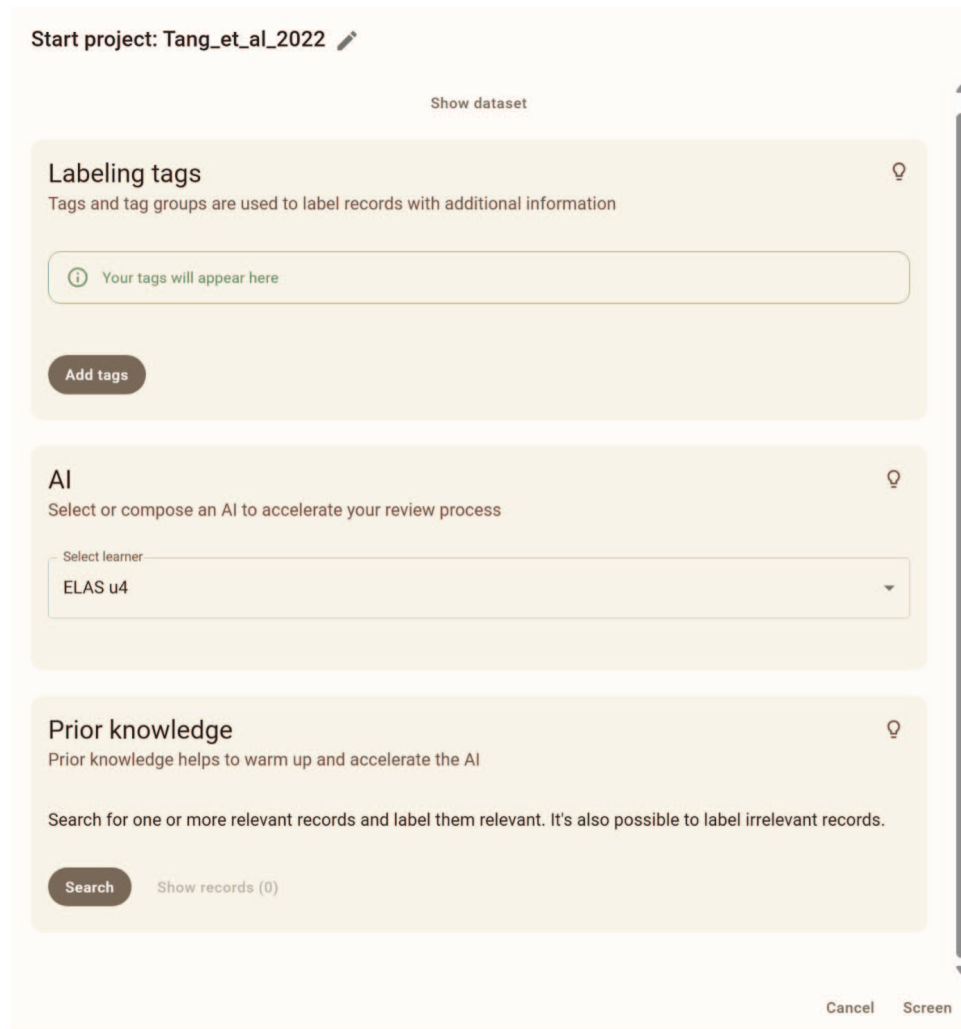 Start project: Tang_et_al_2022
Show dataset
Labeling tags
Tags and tag groups are used to label records with additional information
Your tags will appear here
Add tags
AI
Select or compose an AI to accelerate your review process
Select learner
ELAS u4
Prior knowledge
Prior knowledge helps to warm up and accelerate the AI
Search for one or more relevant records and label them relevant. It's also possible to label irrelevant records.
Search Show records (0)
Cancel Screen